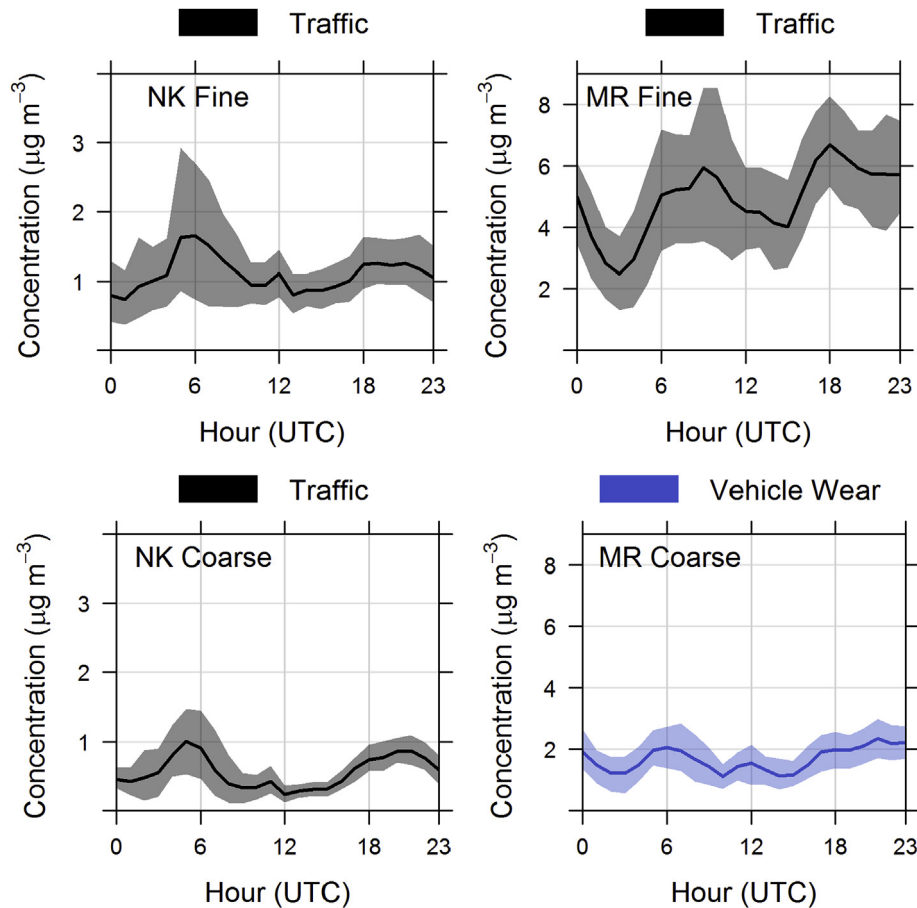 Traffic
NK Fine
Concentration (μg m⁻³)
3
2
1
0 6 12 18 23
Hour (UTC)
Traffic
MR Fine
Concentration (μg m⁻³)
8
6
4
2
0 6 12 18 23
Hour (UTC)
Traffic
NK Coarse
Concentration (μg m⁻³)
3
2
1
0 6 12 18 23
Hour (UTC)
Vehicle Wear
MR Coarse
Concentration (μg m⁻³)
8
6
4
2
0 6 12 18 23
Hour (UTC)